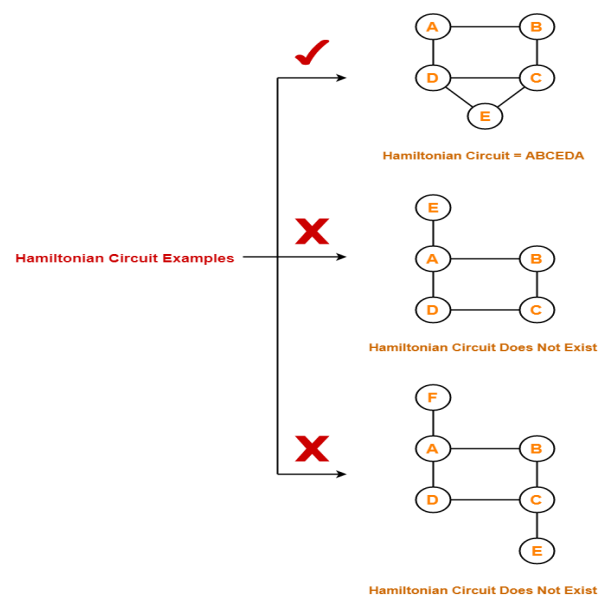 A B
D C
E
Hamiltonian Circuit = ABCEDA
E
Hamiltonian Circuit Examples
A B
D C
Hamiltonian Circuit Does Not Exist
F
A B
D C
E
Hamiltonian Circuit Does Not Exist